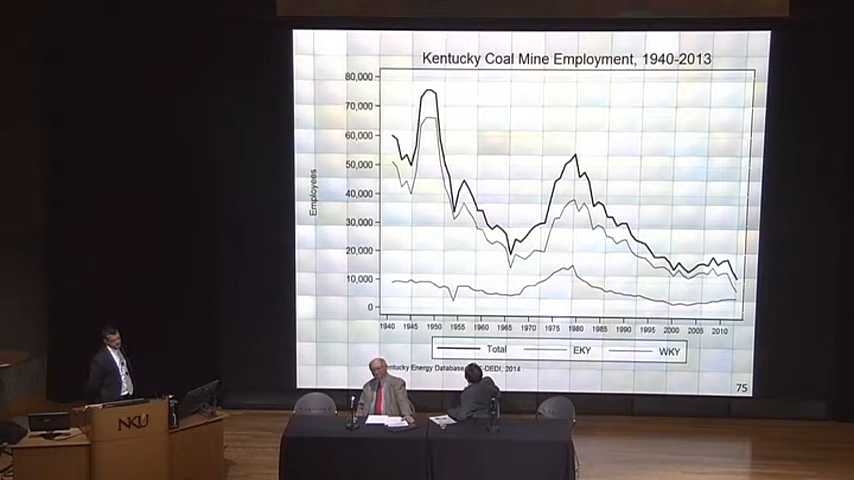 Kentucky Coal Mine Employment, 1940-2013
80,000
70,000
60,000
50,000
40,000
30,000
20,000
10,000
0
Employees
1940 1945 1950 1955 1960 1965 1970 1975 1980 1985 1990 1995 2000 2005 2010
Total EKY WKY
entucky Energy Database, -DEDI, 2014
75
NKU